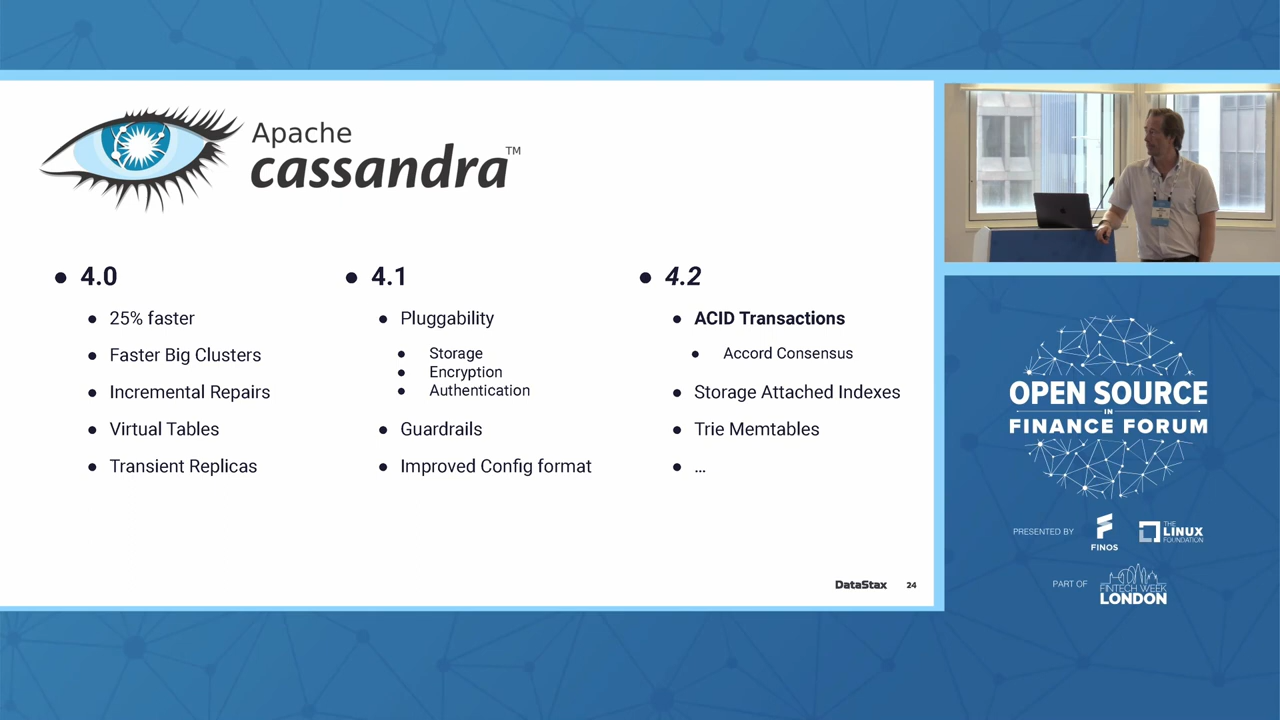 Apache
cassandra™
4.0
25% faster
Faster Big Clusters
Incremental Repairs
Virtual Tables
Transient Replicas
4.1
Pluggability
Storage
Encryption
Authentication
Guardrails
Improved Config format
4.2
ACID Transactions
Accord Consensus
Storage Attached Indexes
Trie Memtables
...
DataStax 24
OPEN SOURCE
IN
FINANCE FORUM
PRESENTED BY
FINOS
THE
LINUX
FOUNDATION
PART OF
FINTECH WEEK
LONDON